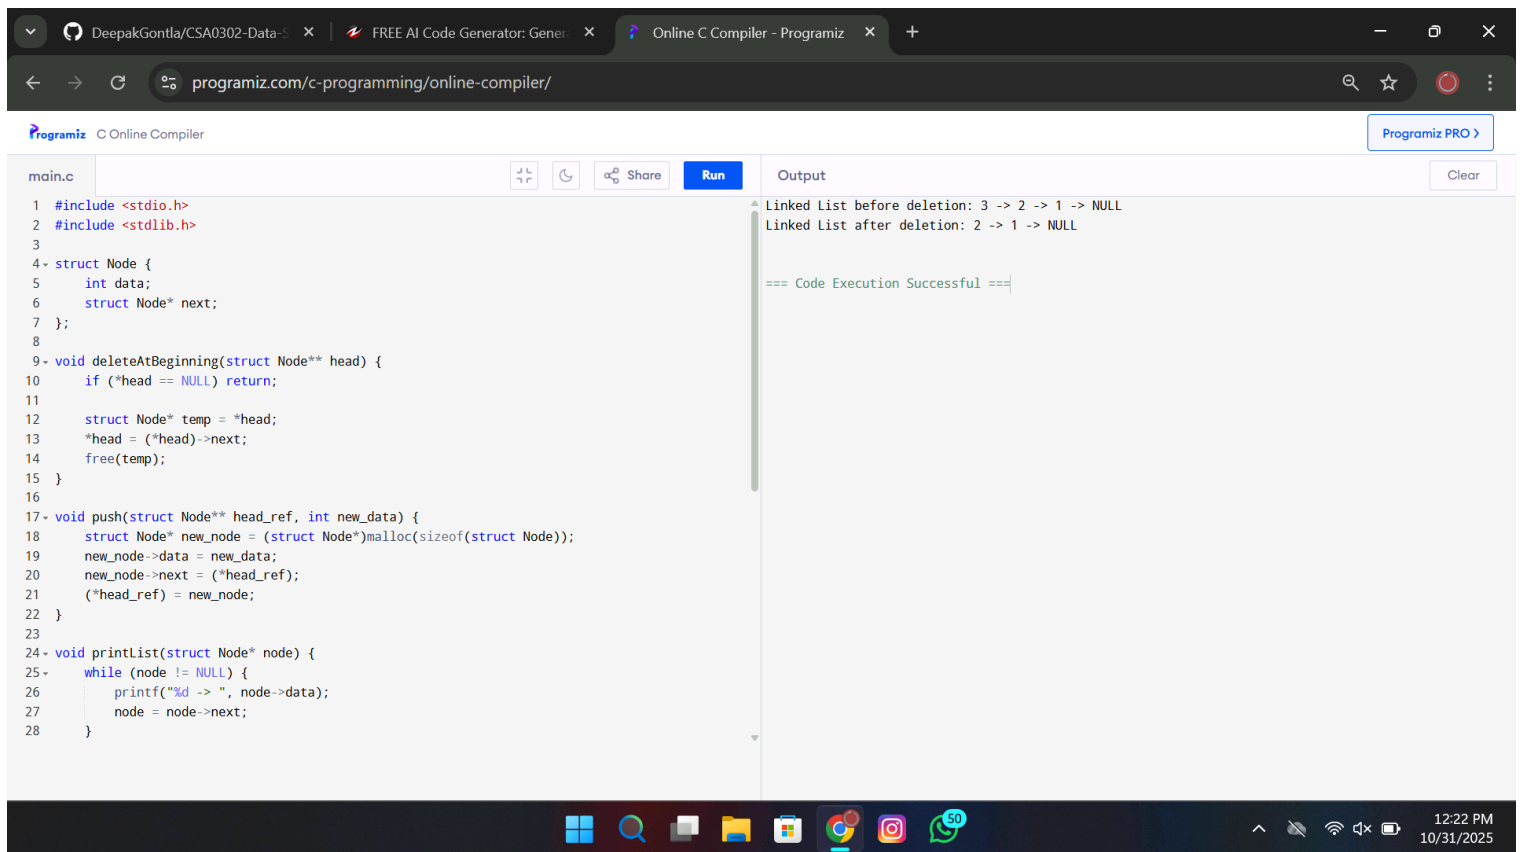 DeepakGontla/CSA0302-Data-S
FREE AI Code Generator: Gener
Online C Compiler - Programiz
programiz.com/c-programming/online-compiler/
Programiz C Online Compiler
Programiz PRO >
main.c
Share
Run
Output
Clear
1 #include <stdio.h>
2 #include <stdlib.h>
3
4 struct Node {
5 int data;
6 struct Node* next;
7 };
8
9 void deleteAtBeginning(struct Node** head) {
10 if (*head == NULL) return;
11
12 struct Node* temp = *head;
13 *head = (*head)->next;
14 free(temp);
15 }
16
17 void push(struct Node** head_ref, int new_data) {
18 struct Node* new_node = (struct Node*)malloc(sizeof(struct Node));
19 new_node->data = new_data;
20 new_node->next = (*head_ref);
21 (*head_ref) = new_node;
22 }
23
24 void printList(struct Node* node) {
25 while (node != NULL) {
26 printf("%d -> ", node->data);
27 node = node->next;
28 }
Linked List before deletion: 3 -> 2 -> 1 -> NULL
Linked List after deletion: 2 -> 1 -> NULL
=== Code Execution Successful ===
50
12:22 PM
10/31/2025